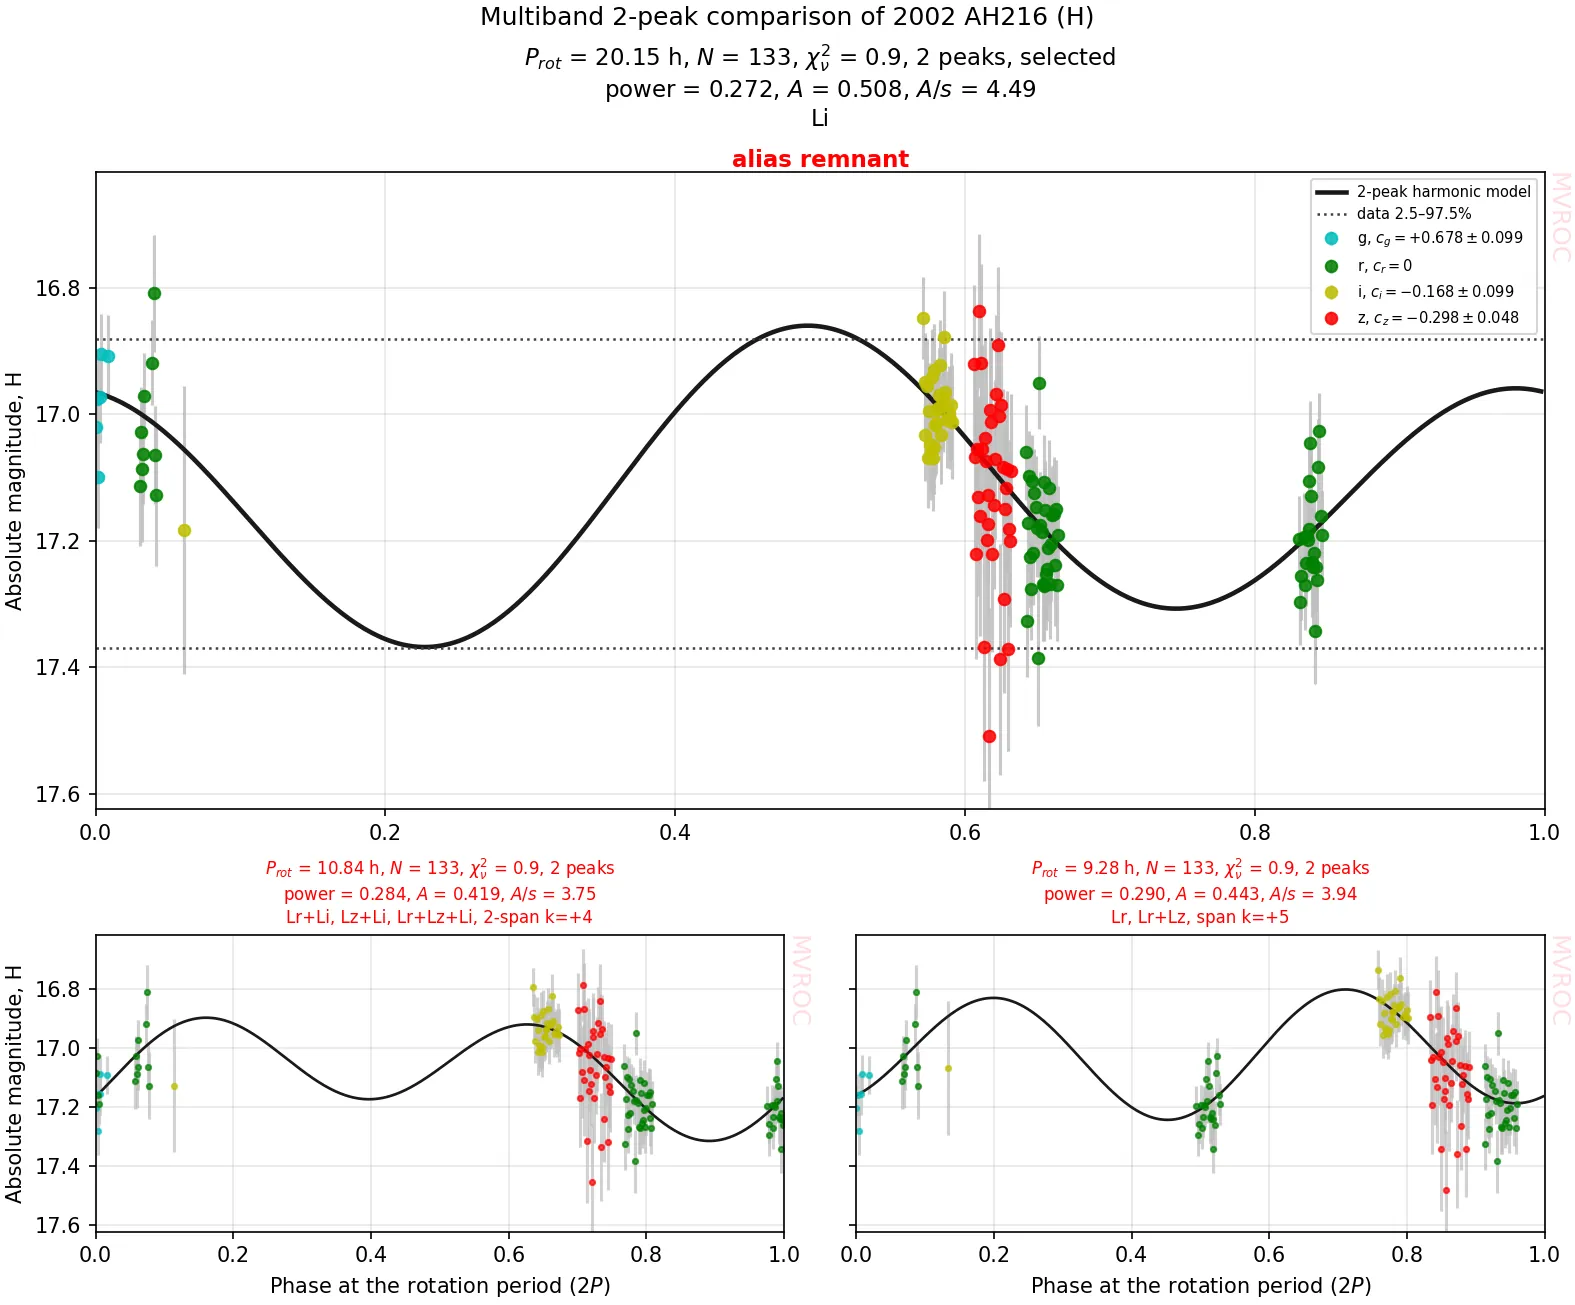 Multiband 2-peak comparison of 2002 AH216 (H)
P_rot = 20.15 h, N = 133, χ²_ν = 0.9, 2 peaks, selected
power = 0.272, A = 0.508, A/s = 4.49
Li
alias remnant
2-peak harmonic model
data 2.5–97.5%
g, c_g = +0.678 ± 0.099
r, c_r = 0
i, c_i = −0.168 ± 0.099
z, c_z = −0.298 ± 0.048
MVROC
Absolute magnitude, H
16.8
17.0
17.2
17.4
17.6
0.0 0.2 0.4 0.6 0.8 1.0
P_rot = 10.84 h, N = 133, χ²_ν = 0.9, 2 peaks
power = 0.284, A = 0.419, A/s = 3.75
Lr+Li, Lz+Li, Lr+Lz+Li, 2-span k=+4
MVROC
Absolute magnitude, H
16.8
17.0
17.2
17.4
17.6
0.0 0.2 0.4 0.6 0.8 1.0
Phase at the rotation period (2P)
P_rot = 9.28 h, N = 133, χ²_ν = 0.9, 2 peaks
power = 0.290, A = 0.443, A/s = 3.94
Lr, Lr+Lz, span k=+5
MVROC
0.0 0.2 0.4 0.6 0.8 1.0
Phase at the rotation period (2P)